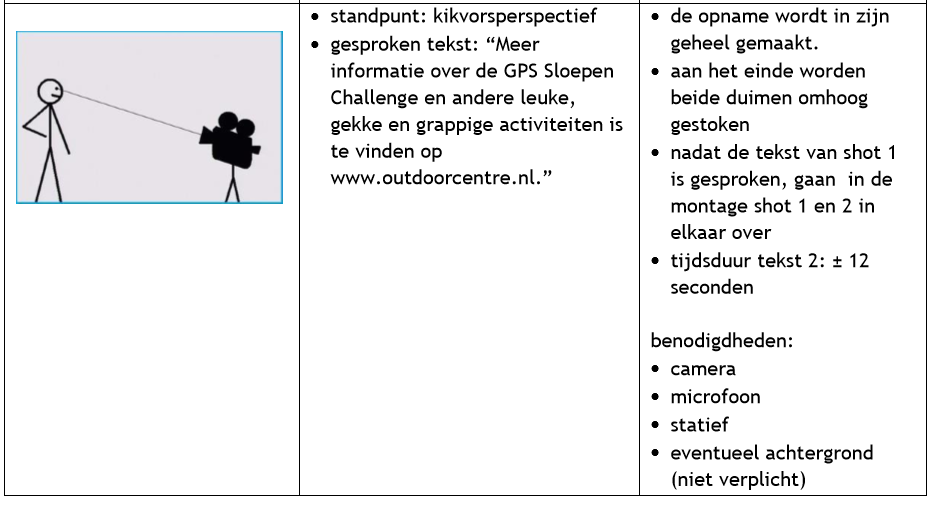 • standpunt: kikvorsperspectief
• gesproken tekst: “Meer
informatie over de GPS Sloepen
Challenge en andere leuke,
gekke en grappige activiteiten is
te vinden op
www.outdoorcentre.nl.”
• de opname wordt in zijn
geheel gemaakt.
• aan het einde worden
beide duimen omhoog
gestoken
• nadat de tekst van shot 1
is gesproken, gaan in de
montage shot 1 en 2 in
elkaar over
• tijdsduur tekst 2: ± 12
seconden
benodigdheden:
• camera
• microfoon
• statief
• eventueel achtergrond
(niet verplicht)